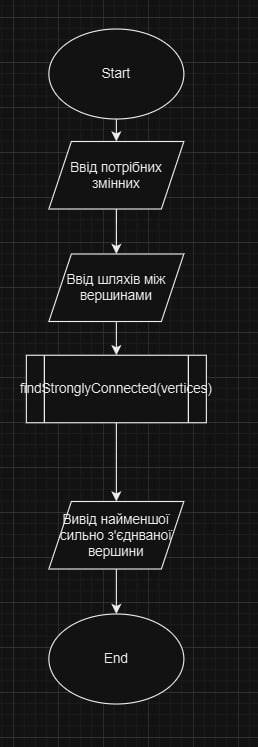 Start
Ввід потрібних
змінних
Ввід шляхів між
вершинами
findStronglyConnected(vertices)
Вивід найменшої
сильно з'єднваної
вершини
End